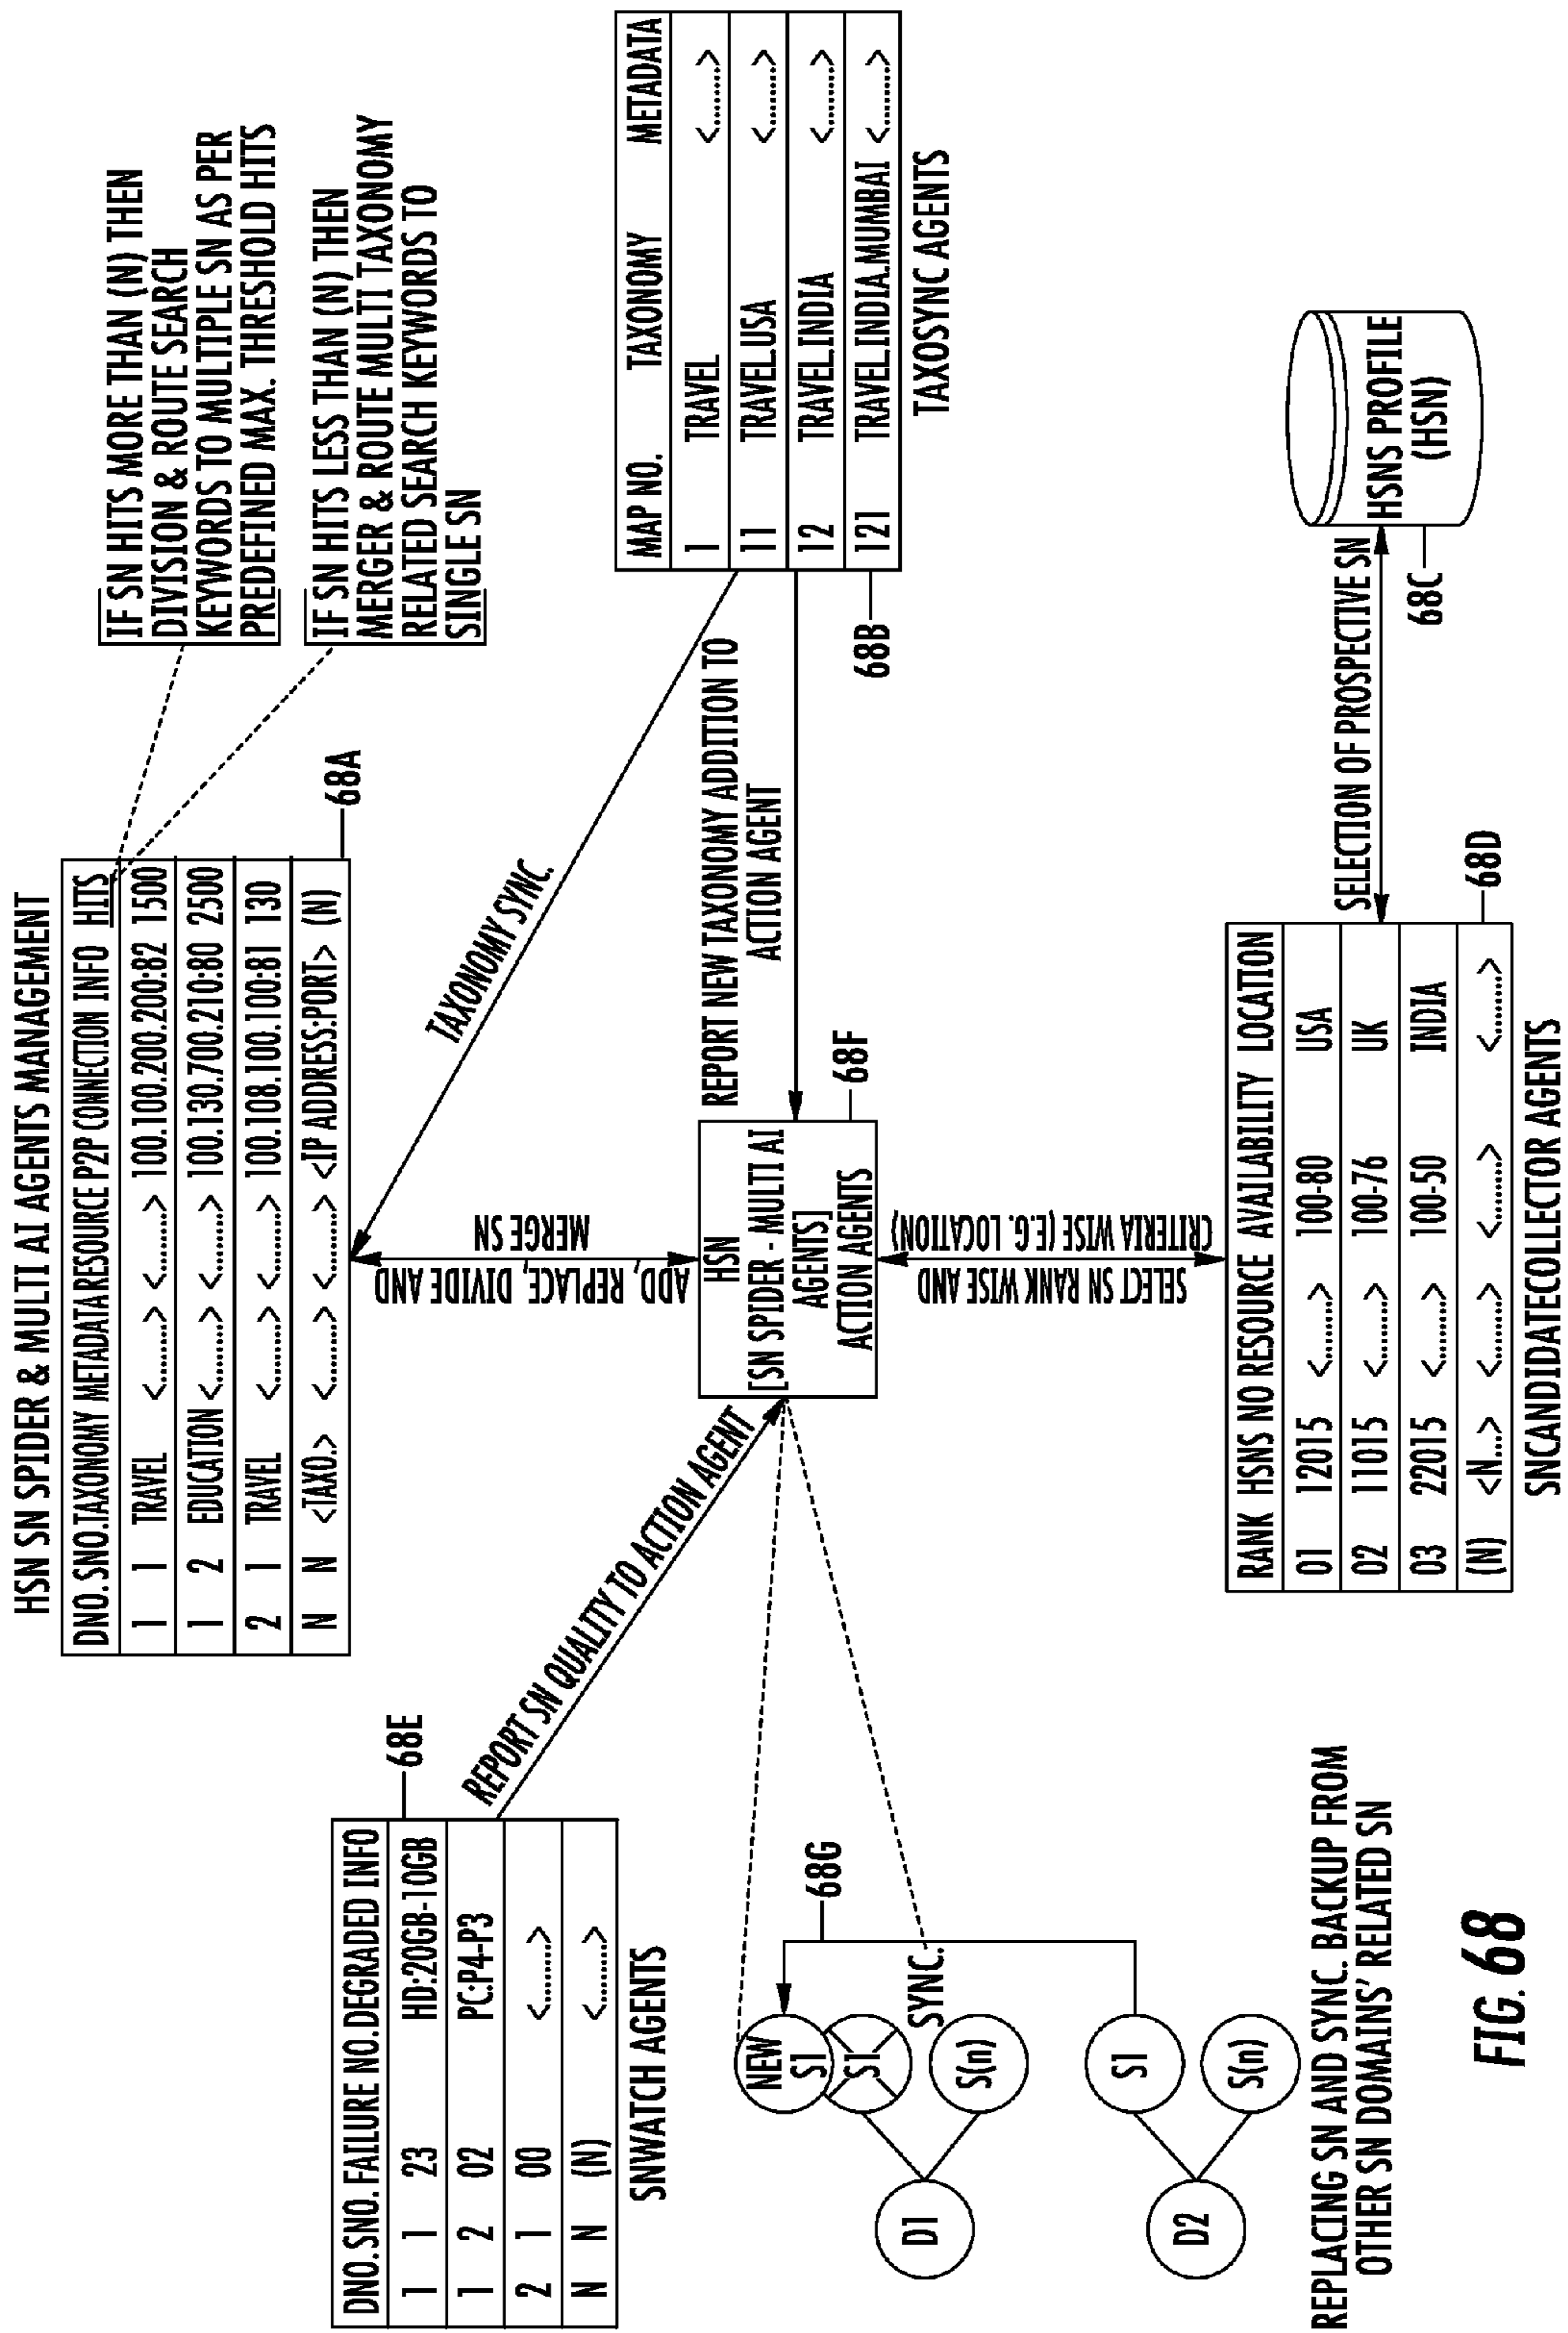 HSN SN SPIDER & MULTI AI AGENTS MANAGEMENT
DNO.SNO.TAXONOMY METADATA RESOURCE P2P CONNECTION INFO HITS
1 1 TRAVEL <........> <........> 100.100.200.200:82 1500
1 2 EDUCATION <........> <........> 100.130.700.210:80 2500
2 1 TRAVEL <........> <........> 100.108.100.100:81 130
N N <TAXO.> <........> <........> <IP ADDRESS:PORT> (N)
68A
IF SN HITS MORE THAN (N) THEN
DIVISION & ROUTE SEARCH
KEYWORDS TO MULTIPLE SN AS PER
PREDEFINED MAX. THRESHOLD HITS
IF SN HITS LESS THAN (N) THEN
MERGER & ROUTE MULTI TAXONOMY
RELATED SEARCH KEYWORDS TO
SINGLE SN
DNO.SNO. FAILURE NO.DEGRADED INFO
1 1 23 HD:20GB-10GB
1 2 02 PC:P4-P3
2 1 00 <........>
N N (N) <........>
SNWATCH AGENTS
68E
REPORT SN QUALITY TO ACTION AGENT
ADD, REPLACE, DIVIDE AND
MERGE SN
TAXONOMY SYNC.
MAP NO. TAXONOMY METADATA
1 TRAVEL <........>
11 TRAVEL.USA <........>
12 TRAVEL.INDIA <........>
121 TRAVEL.INDIA.MUMBAI <........>
TAXOSYNC AGENTS
68B
REPORT NEW TAXONOMY ADDITION TO
ACTION AGENT
HSN
[SN SPIDER - MULTI AI
AGENTS]
ACTION AGENTS
68F
SELECT SN RANK WISE AND
CRITERIA WISE (E.G. LOCATION)
NEW
S1
S1
S(n)
D1
SYNC.
68G
S1
S(n)
D2
REPLACING SN AND SYNC. BACKUP FROM
OTHER SN DOMAINS' RELATED SN
RANK HSNS NO RESOURCE AVAILABILITY LOCATION
01 12015 <........> 100-80 USA
02 11015 <........> 100-76 UK
03 22015 <........> 100-50 INDIA
(N) <N...> <........> <........> <........>
SNCANDIDATECOLLECTOR AGENTS
68D
SELECTION OF PROSPECTIVE SN
HSNS PROFILE
(HSN)
68C
FIG. 68